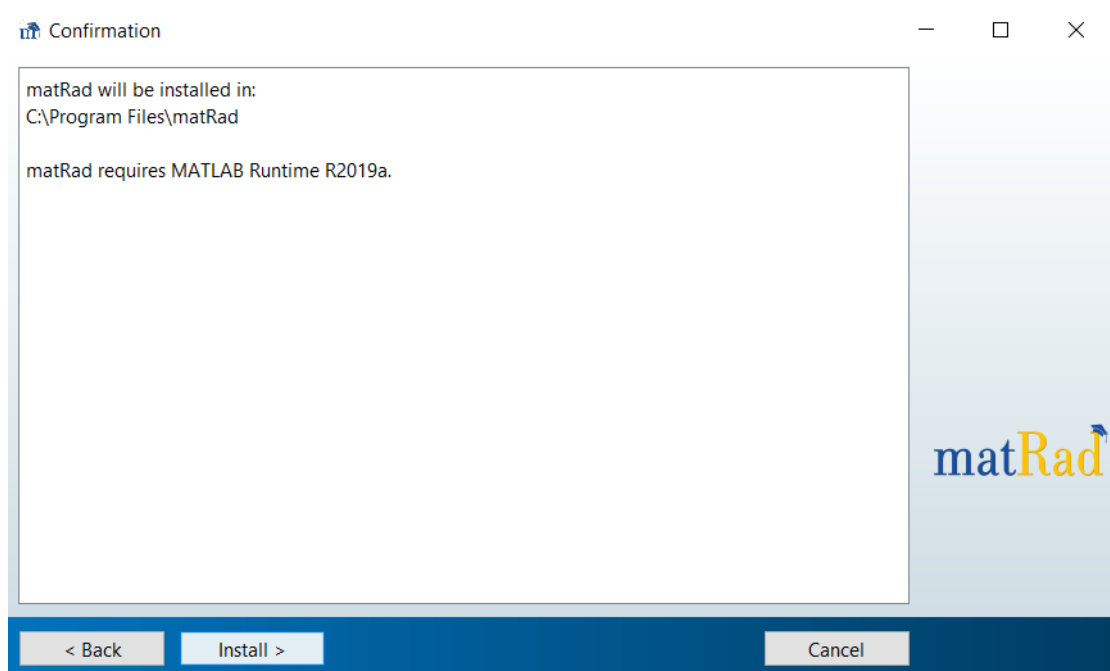 Confirmation
matRad will be installed in:
C:\Program Files\matRad
matRad requires MATLAB Runtime R2019a.
matRad
< Back
Install >
Cancel